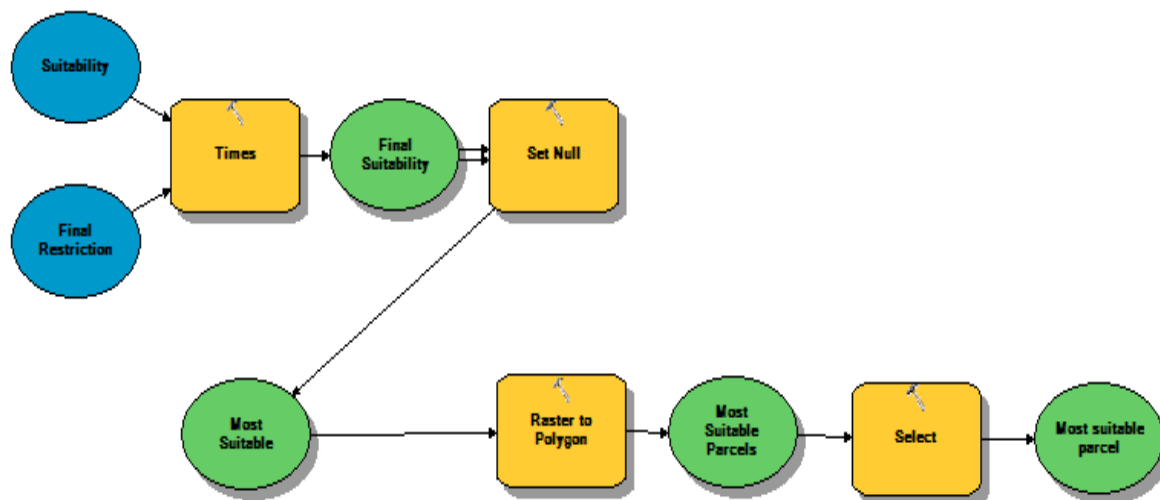 Suitability
Times
Final
Suitability
Set Null
Final
Restriction
Most
Suitable
Raster to
Polygon
Most
Suitable
Parcels
Select
Most suitable
parcel